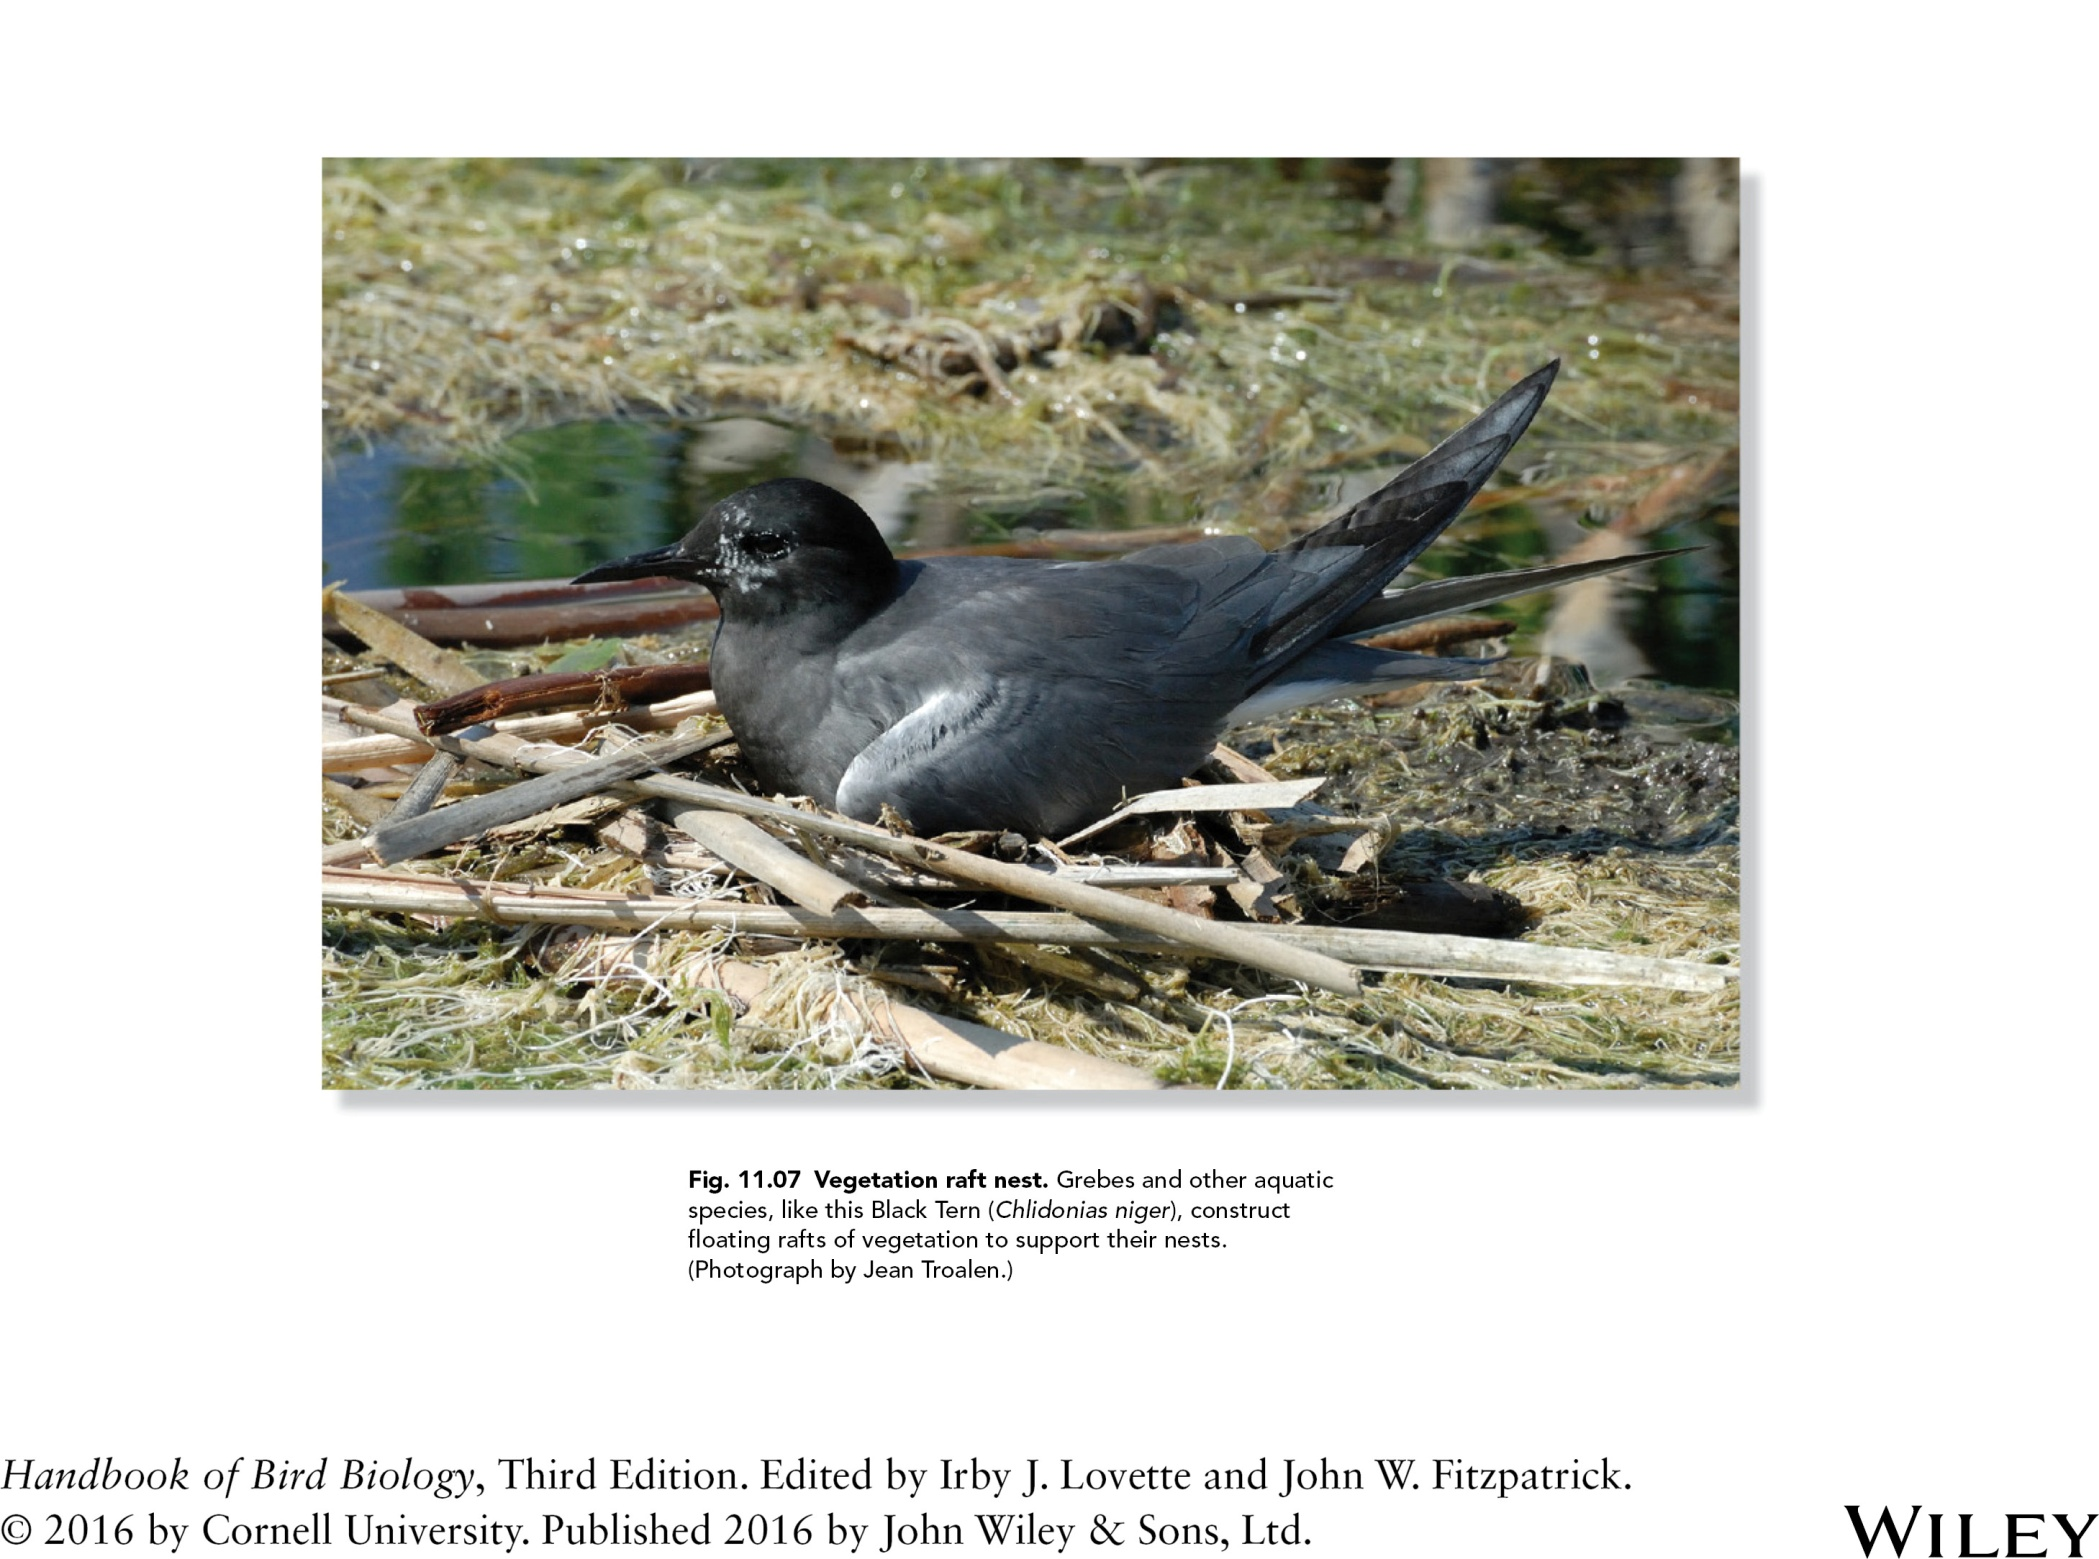 Fig. 11.07 Vegetation raft nest. Grebes and other aquatic
species, like this Black Tern (Chlidonias niger), construct
floating rafts of vegetation to support their nests.
(Photograph by Jean Troalen.)
Handbook of Bird Biology, Third Edition. Edited by Irby J. Lovette and John W. Fitzpatrick.
© 2016 by Cornell University. Published 2016 by John Wiley & Sons, Ltd.
WILEY